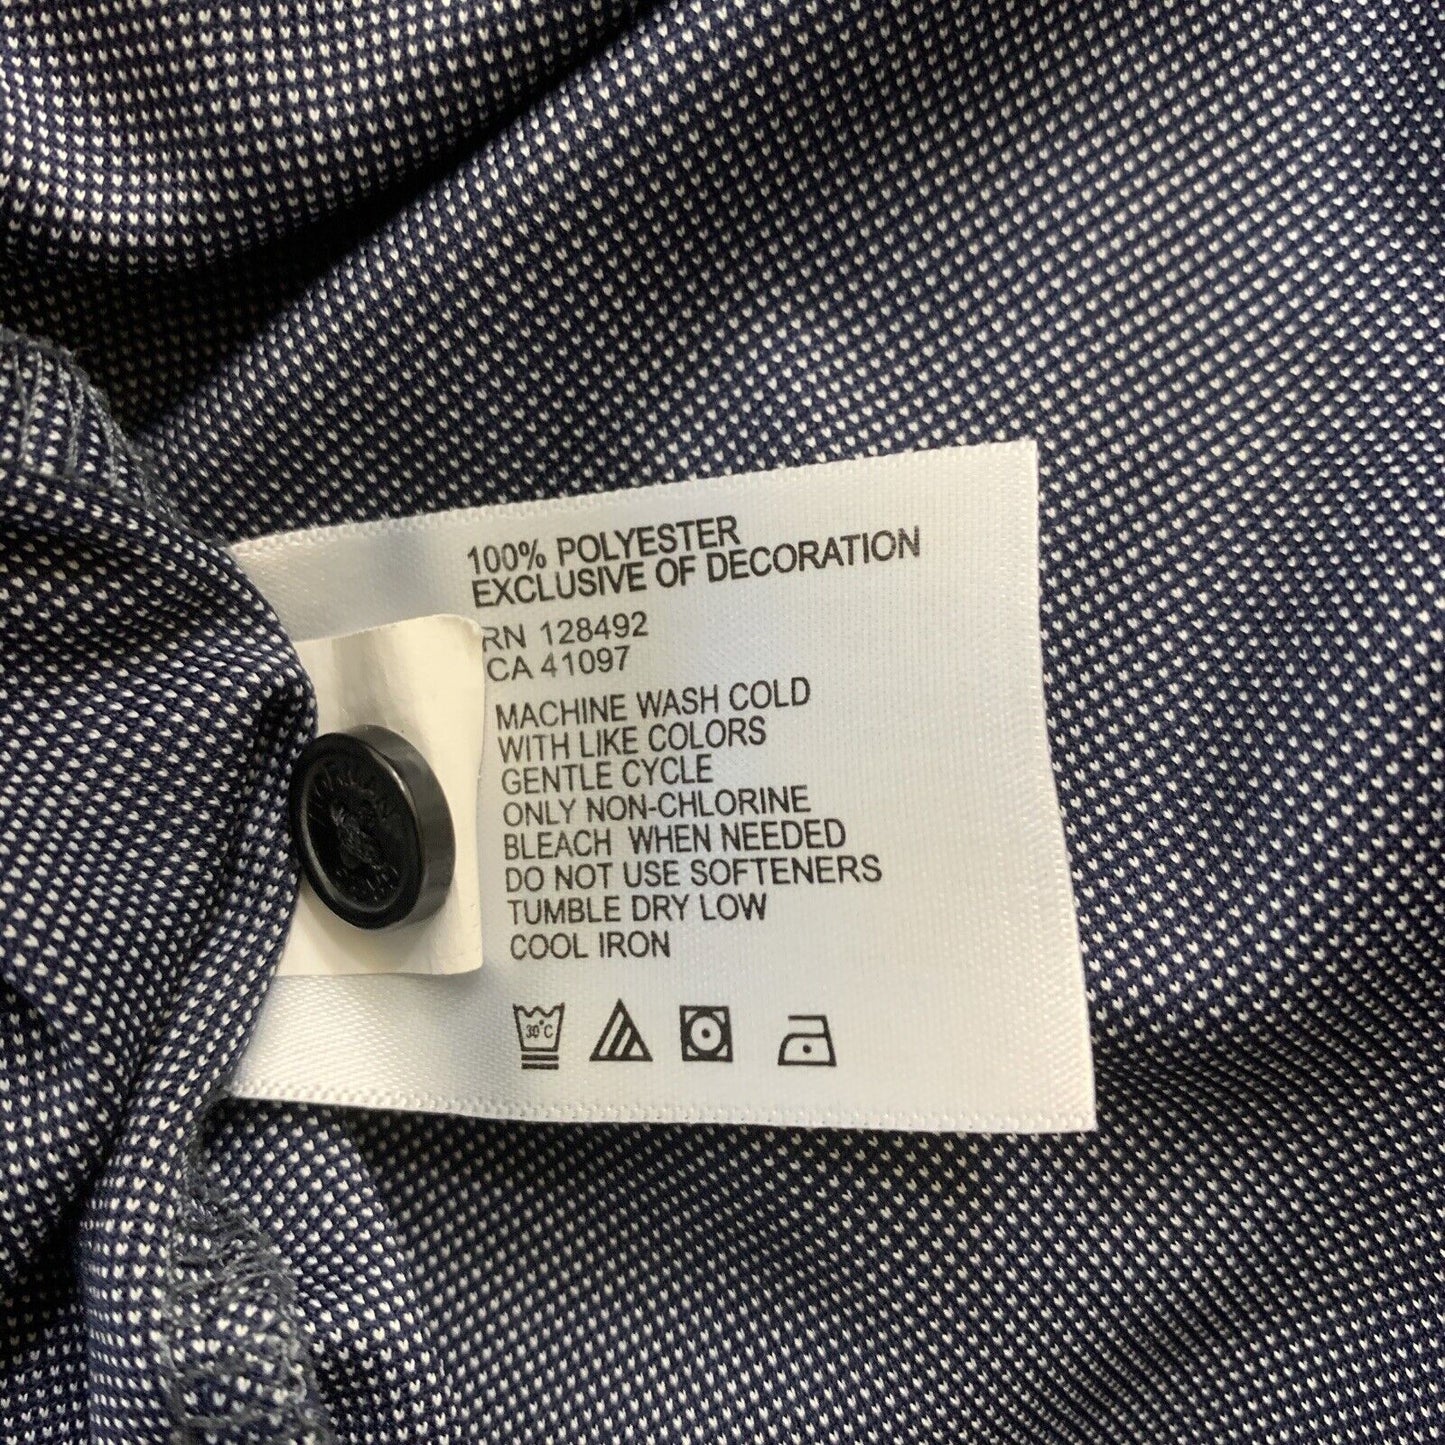 100% POLYESTER
EXCLUSIVE OF DECORATION
RN 128492
CA 41097
MACHINE WASH COLD
WITH LIKE COLORS
GENTLE CYCLE
ONLY NON-CHLORINE
BLEACH WHEN NEEDED
DO NOT USE SOFTENERS
TUMBLE DRY LOW
COOL IRON
30°C